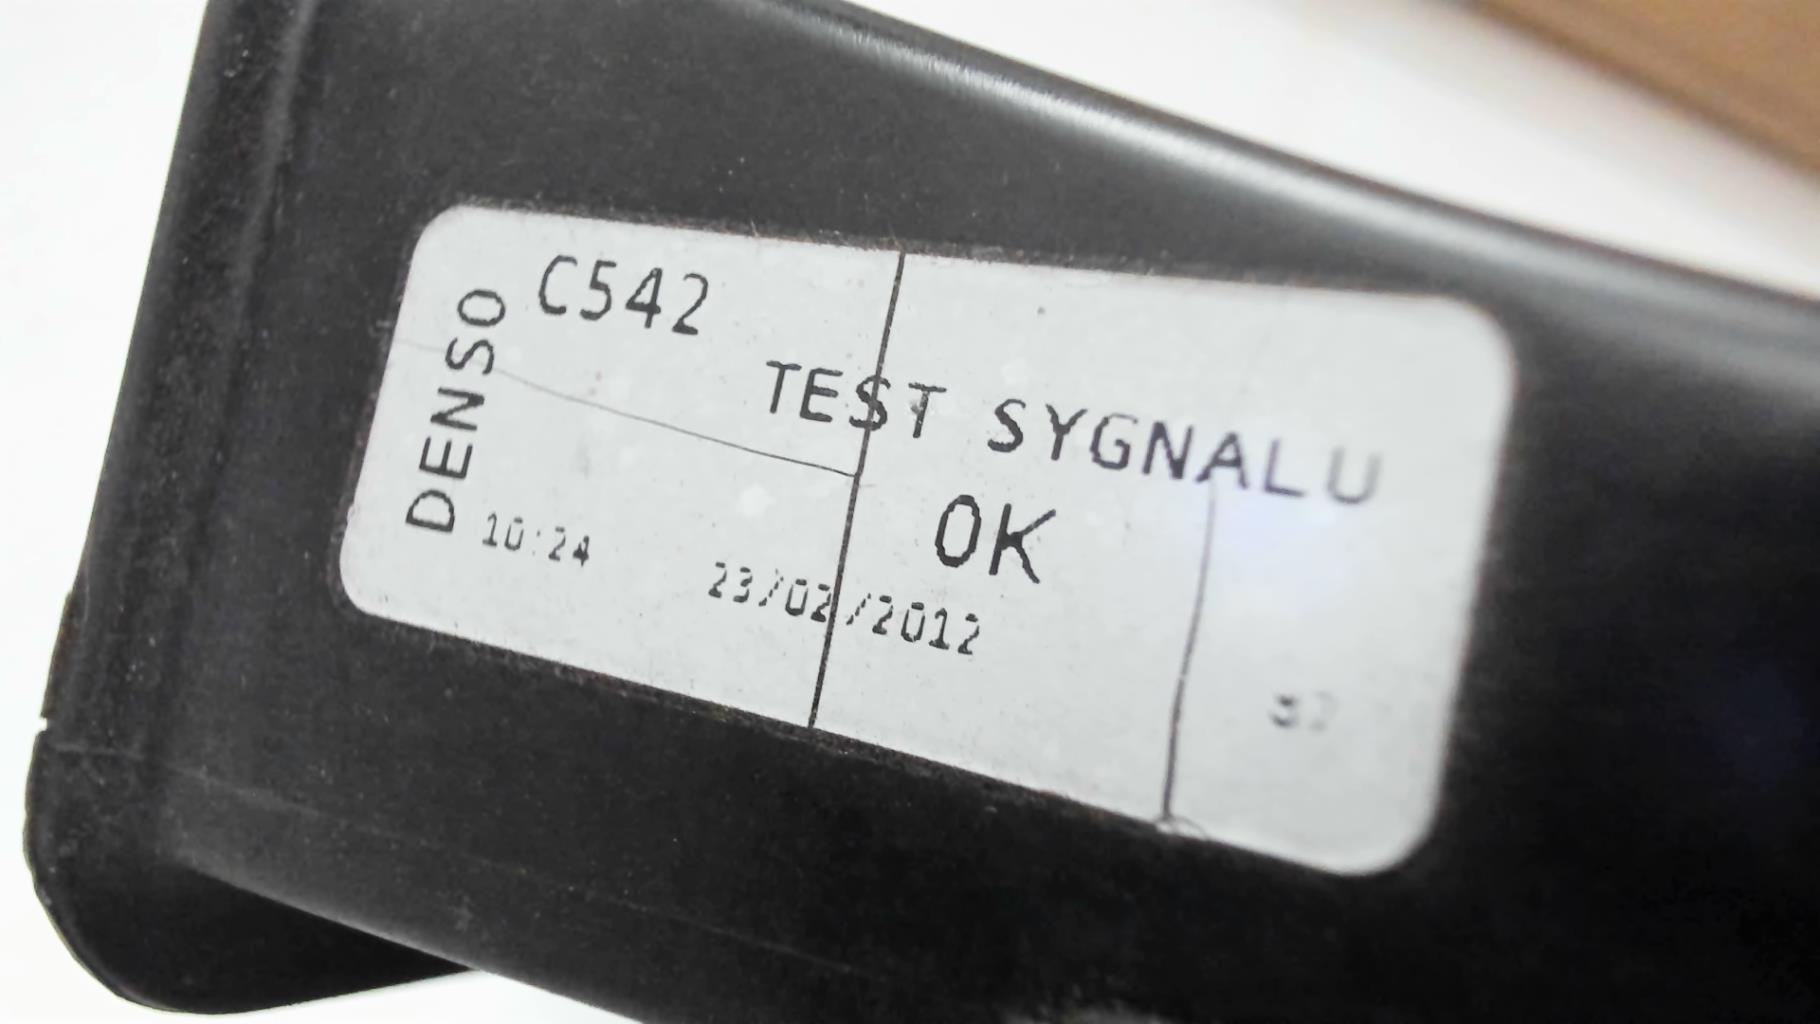 DENSO
C542
TEST SYGNALU
OK
10:24
23/02/2012